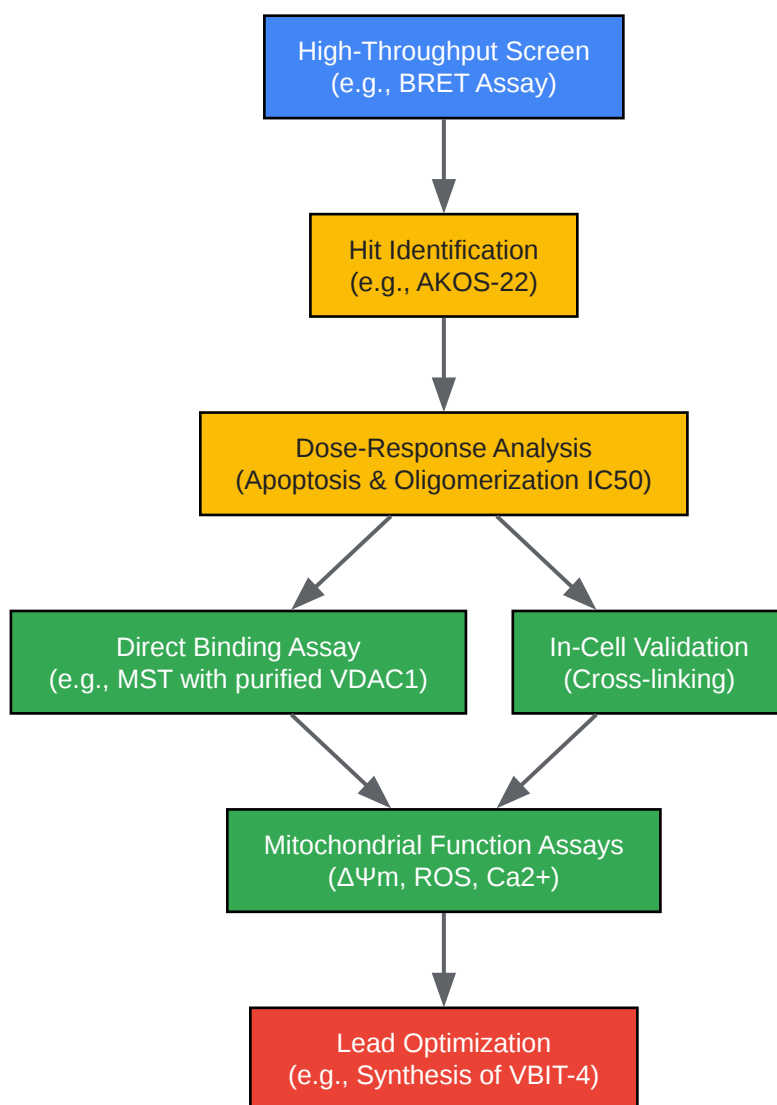 High-Throughput Screen
(e.g., BRET Assay)
Hit Identification
(e.g., AKOS-22)
Dose-Response Analysis
(Apoptosis & Oligomerization IC50)
Direct Binding Assay
(e.g., MST with purified VDAC1)
In-Cell Validation
(Cross-linking)
Mitochondrial Function Assays
(ΔΨm, ROS, Ca2+)
Lead Optimization
(e.g., Synthesis of VBIT-4)